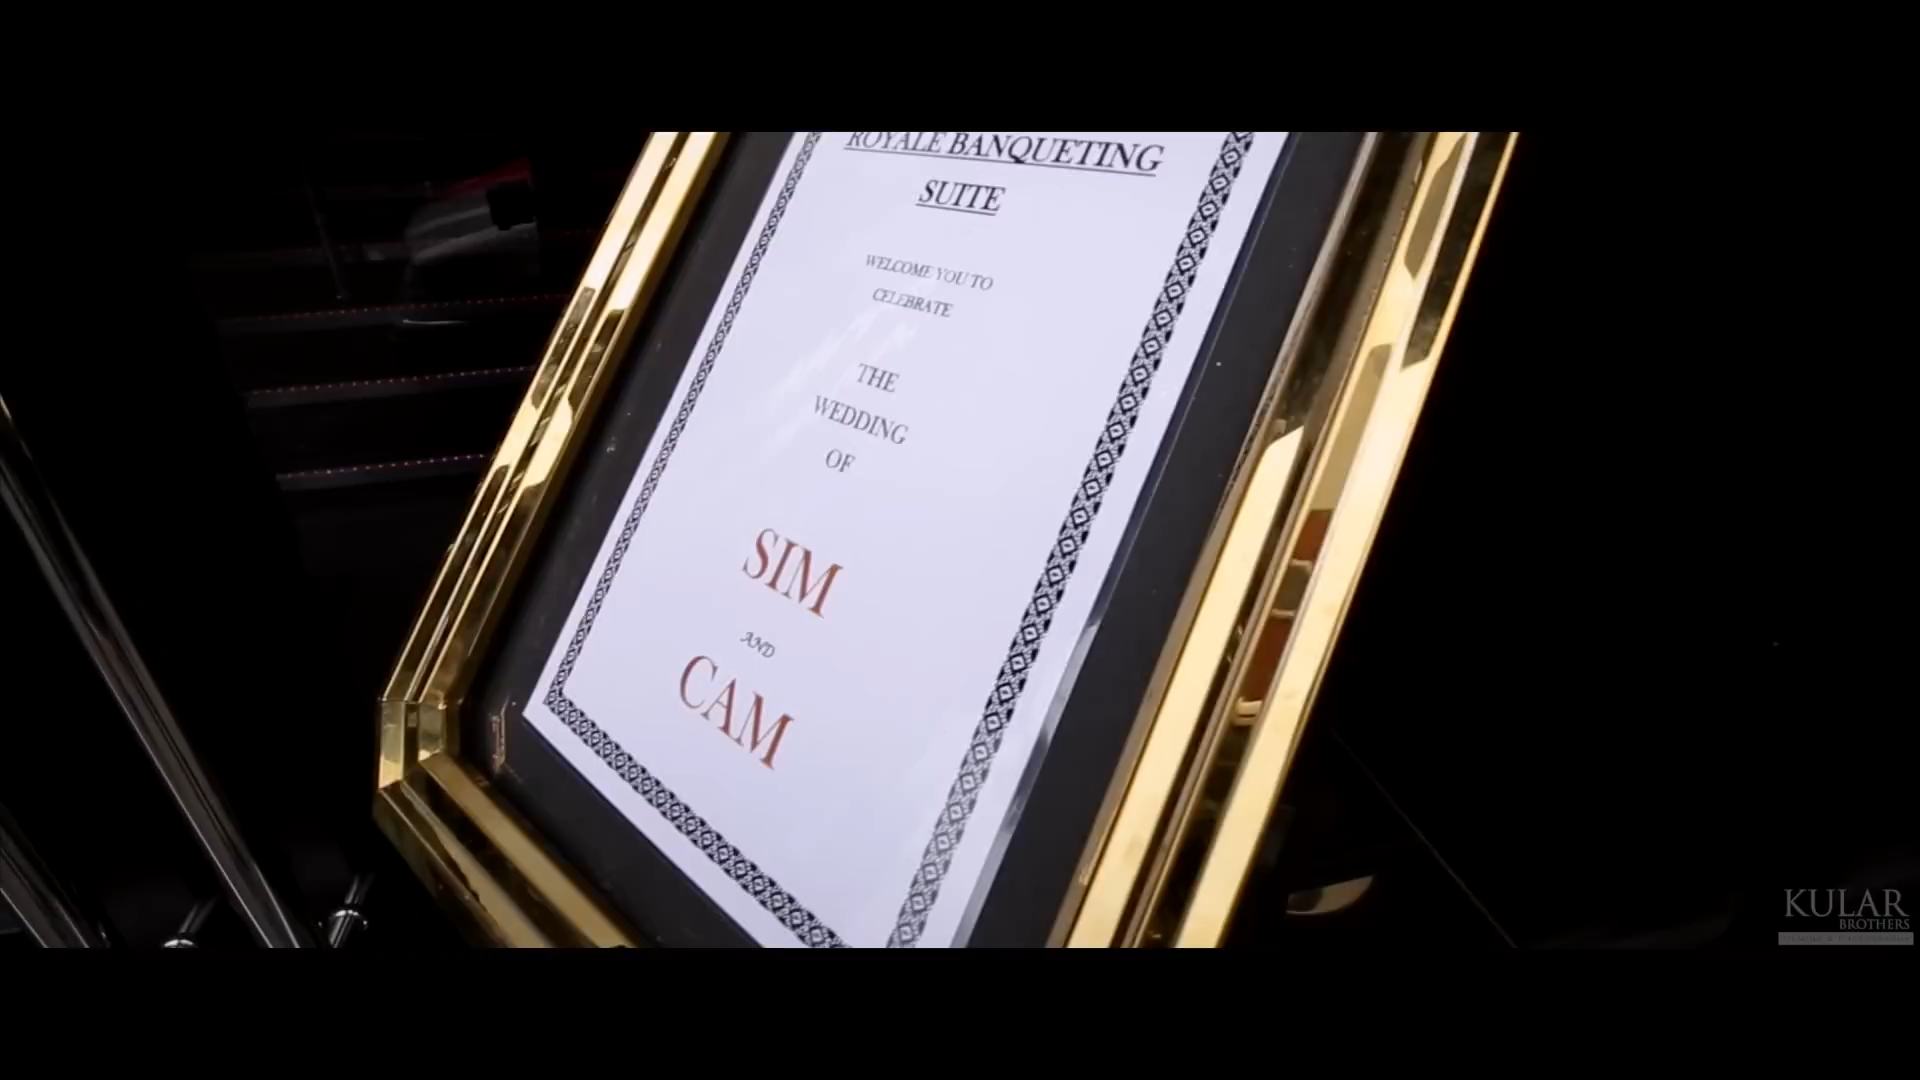 ROYALE BANQUETING
SUITE
WELCOME YOU TO
CELEBRATE
THE
WEDDING
OF
SIM
AND
CAM
KULAR
BROTHERS